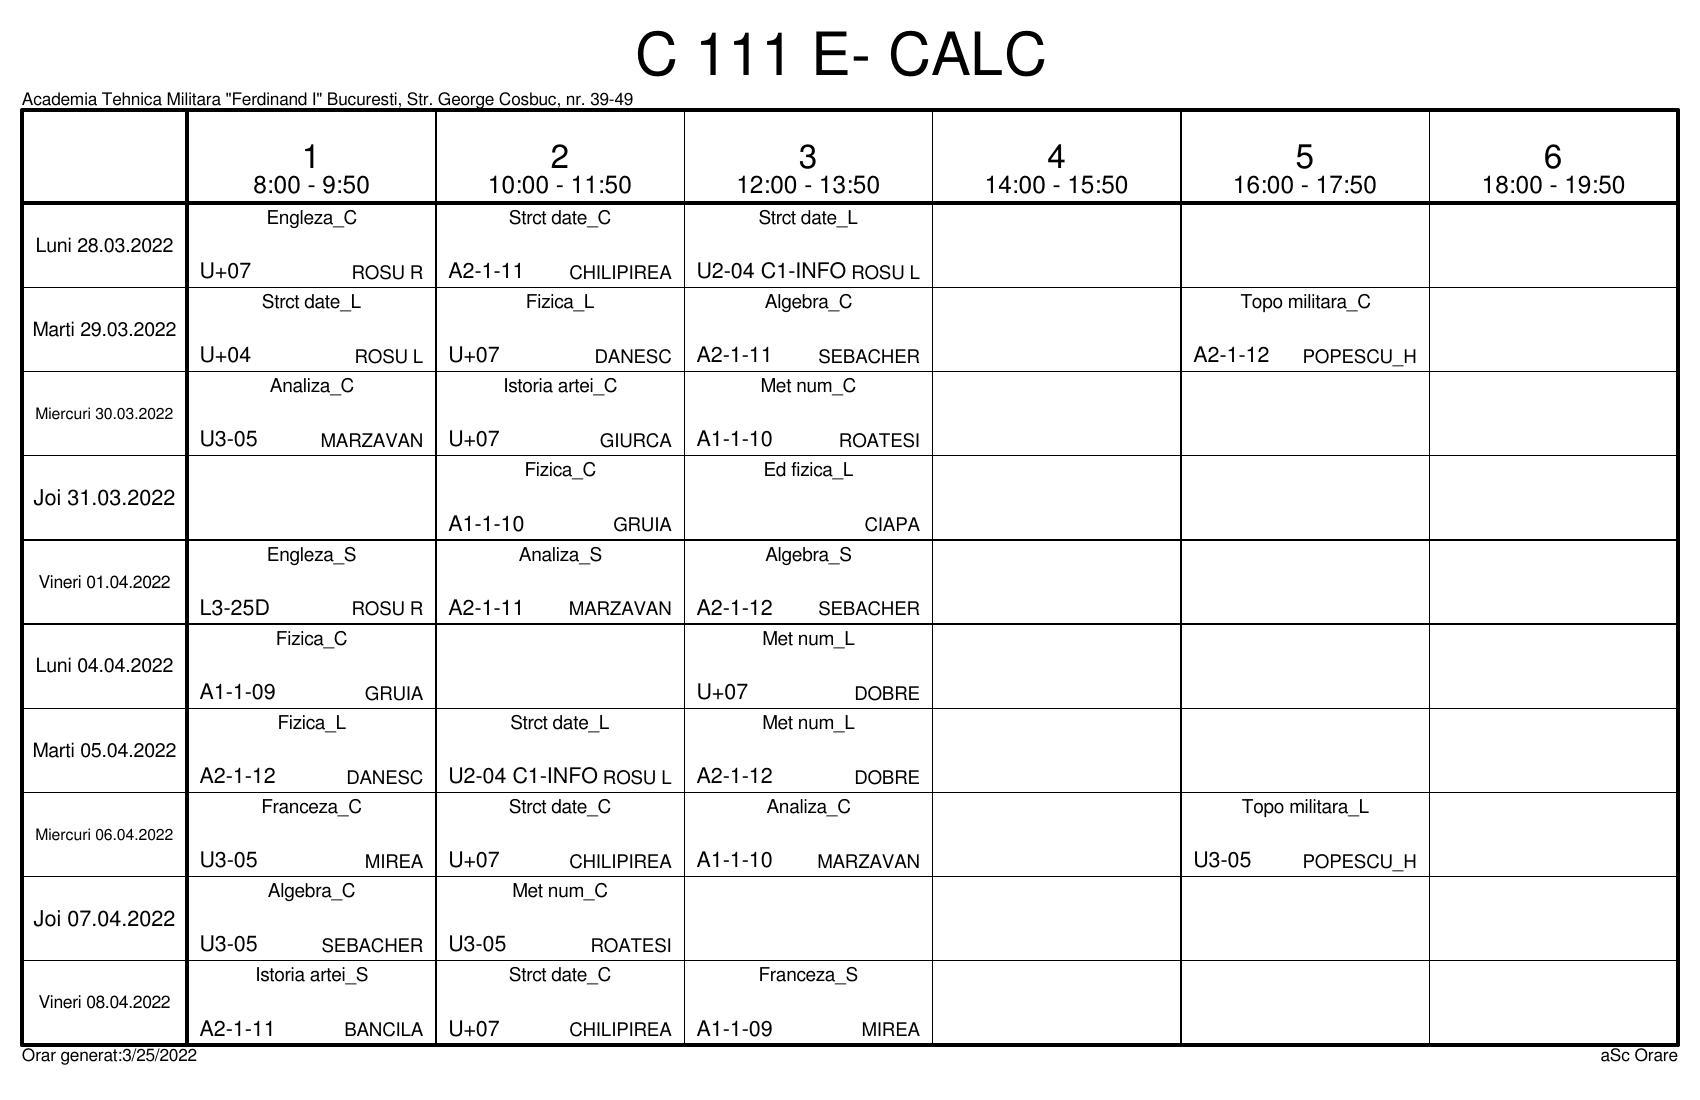 C 111 E- CALC
Academia Tehnica Militara "Ferdinand I" Bucuresti, Str. George Cosbuc, nr. 39-49
1 2 3 4 5 6
8:00 - 9:50 10:00 - 11:50 12:00 - 13:50 14:00 - 15:50 16:00 - 17:50 18:00 - 19:50
Engleza_C Strct date_C Strct date_L
Luni 28.03.2022
U+07 ROSU R A2-1-11 CHILIPIREA U2-04 C1-INFO ROSU L
Strct date_L Fizica_L Algebra_C Topo militara_C
Marti 29.03.2022
U+04 ROSU L U+07 DANESC A2-1-11 SEBACHER A2-1-12 POPESCU_H
Analiza_C Istoria artei_C Met num_C
Miercuri 30.03.2022
U3-05 MARZAVAN U+07 GIURCA A1-1-10 ROATESI
Fizica_C Ed fizica_L
Joi 31.03.2022
A1-1-10 GRUIA CIAPA
Engleza_S Analiza_S Algebra_S
Vineri 01.04.2022
L3-25D ROSU R A2-1-11 MARZAVAN A2-1-12 SEBACHER
Fizica_C Met num_L
Luni 04.04.2022
A1-1-09 GRUIA U+07 DOBRE
Fizica_L Strct date_L Met num_L
Marti 05.04.2022
A2-1-12 DANESC U2-04 C1-INFO ROSU L A2-1-12 DOBRE
Franceza_C Strct date_C Analiza_C Topo militara_L
Miercuri 06.04.2022
U3-05 MIREA U+07 CHILIPIREA A1-1-10 MARZAVAN U3-05 POPESCU_H
Algebra_C Met num_C
Joi 07.04.2022
U3-05 SEBACHER U3-05 ROATESI
Istoria artei_S Strct date_C Franceza_S
Vineri 08.04.2022
A2-1-11 BANCILA U+07 CHILIPIREA A1-1-09 MIREA
Orar generat:3/25/2022 aSc Orare